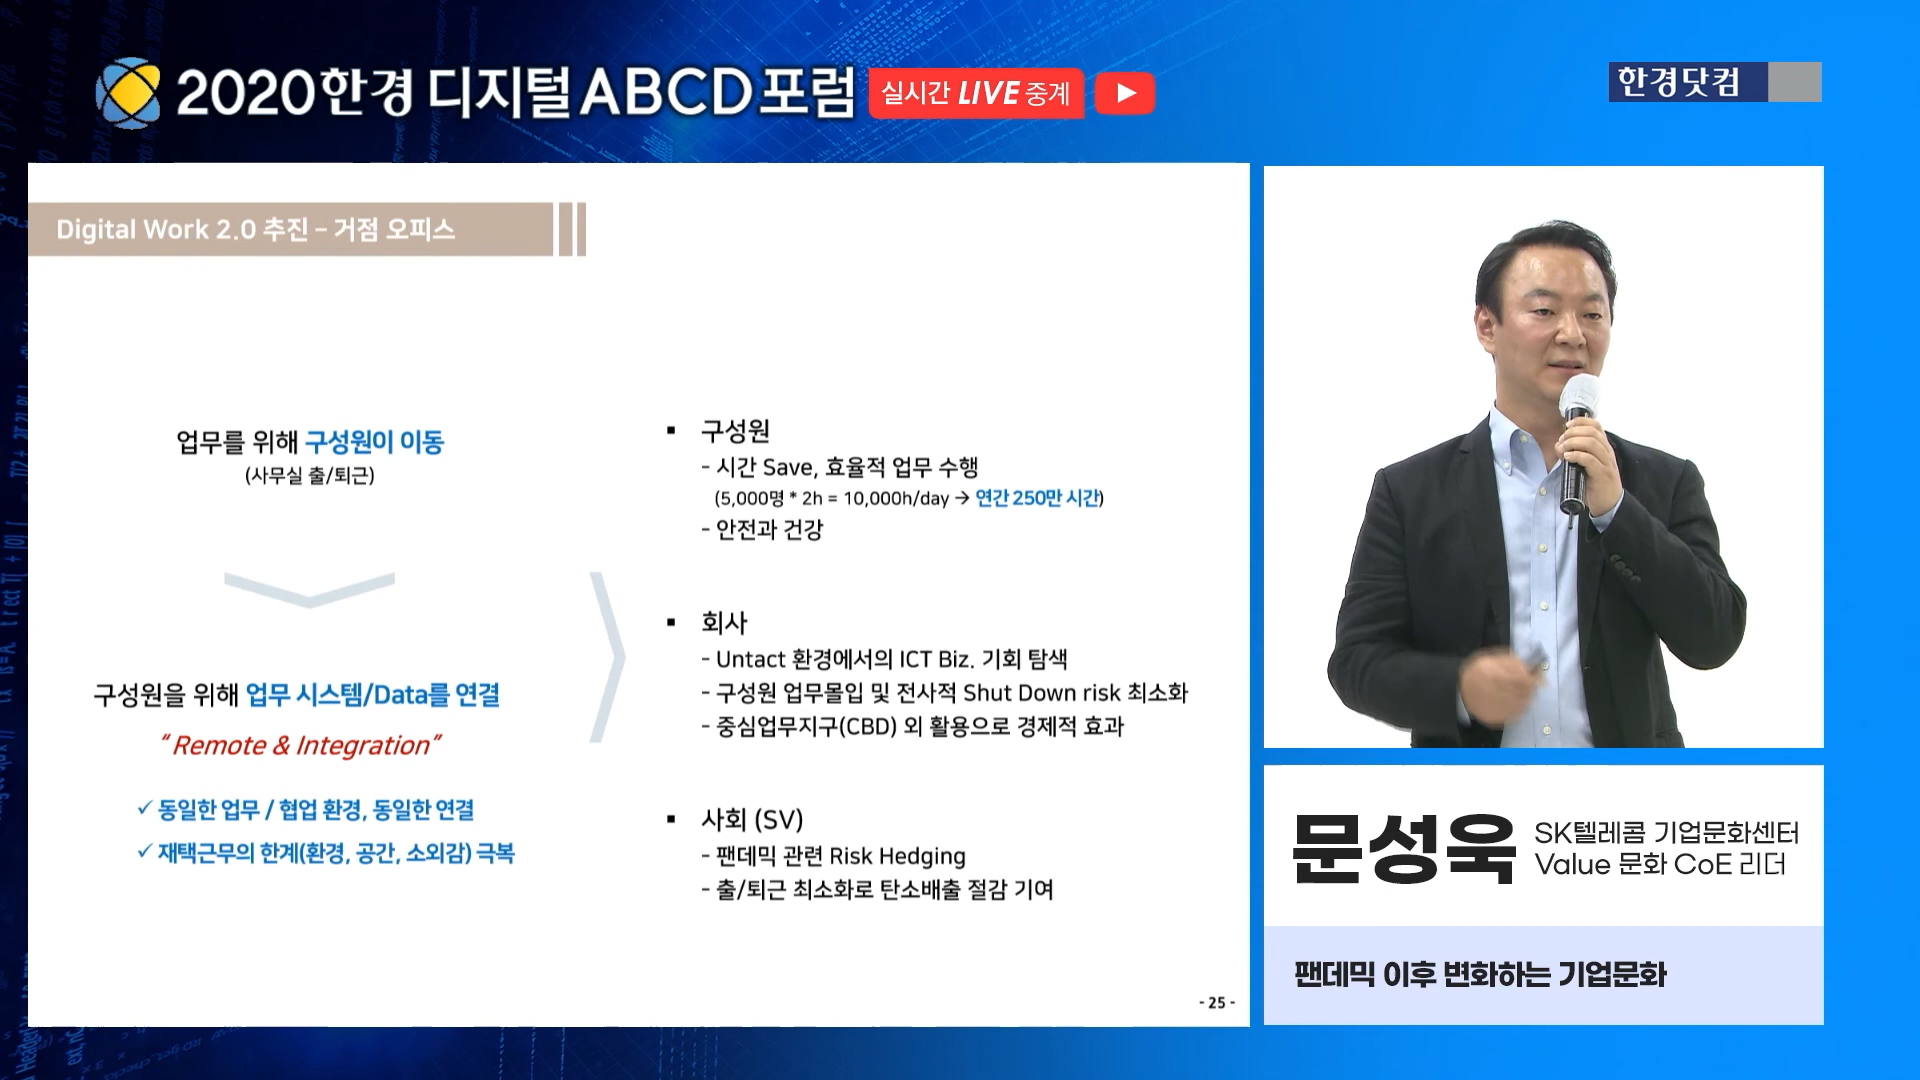 2020한경 디지털 ABCD 포럼 실시간 LIVE 중계
한경닷컴
Digital Work 2.0 추진 – 거점 오피스
업무를 위해 구성원이 이동
(사무실 출/퇴근)
구성원을 위해 업무 시스템/Data를 연결
“Remote & Integration”
✓ 동일한 업무 / 협업 환경, 동일한 연결
✓ 재택근무의 한계(환경, 공간, 소외감) 극복
▪ 구성원
- 시간 Save, 효율적 업무 수행
(5,000명 * 2h = 10,000h/day → 연간 250만 시간)
- 안전과 건강
▪ 회사
- Untact 환경에서의 ICT Biz. 기회 탐색
- 구성원 업무몰입 및 전사적 Shut Down risk 최소화
- 중심업무지구(CBD) 외 활용으로 경제적 효과
▪ 사회 (SV)
- 팬데믹 관련 Risk Hedging
- 출/퇴근 최소화로 탄소배출 절감 기여
- 25 -
문성욱
SK텔레콤 기업문화센터
Value 문화 CoE 리더
팬데믹 이후 변화하는 기업문화